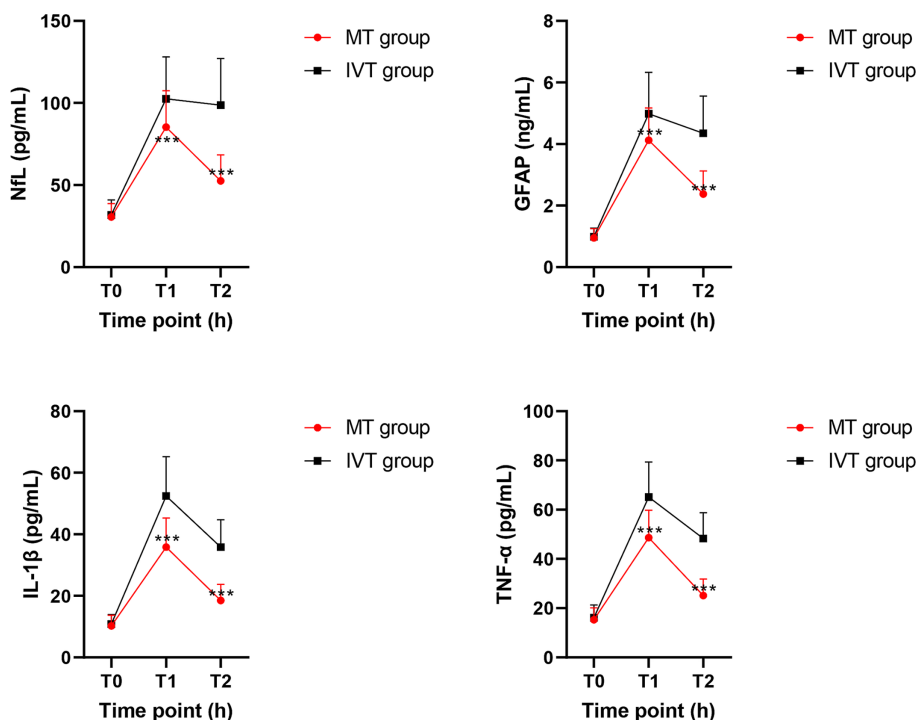 150
100
50
0
NfL (pg/mL)
***
***
T0 T1 T2
Time point (h)
MT group
IVT group
8
6
4
2
0
GFAP (ng/mL)
***
***
T0 T1 T2
Time point (h)
MT group
IVT group
80
60
40
20
0
IL-1β (pg/mL)
***
***
T0 T1 T2
Time point (h)
MT group
IVT group
100
80
60
40
20
0
TNF-α (pg/mL)
***
***
T0 T1 T2
Time point (h)
MT group
IVT group